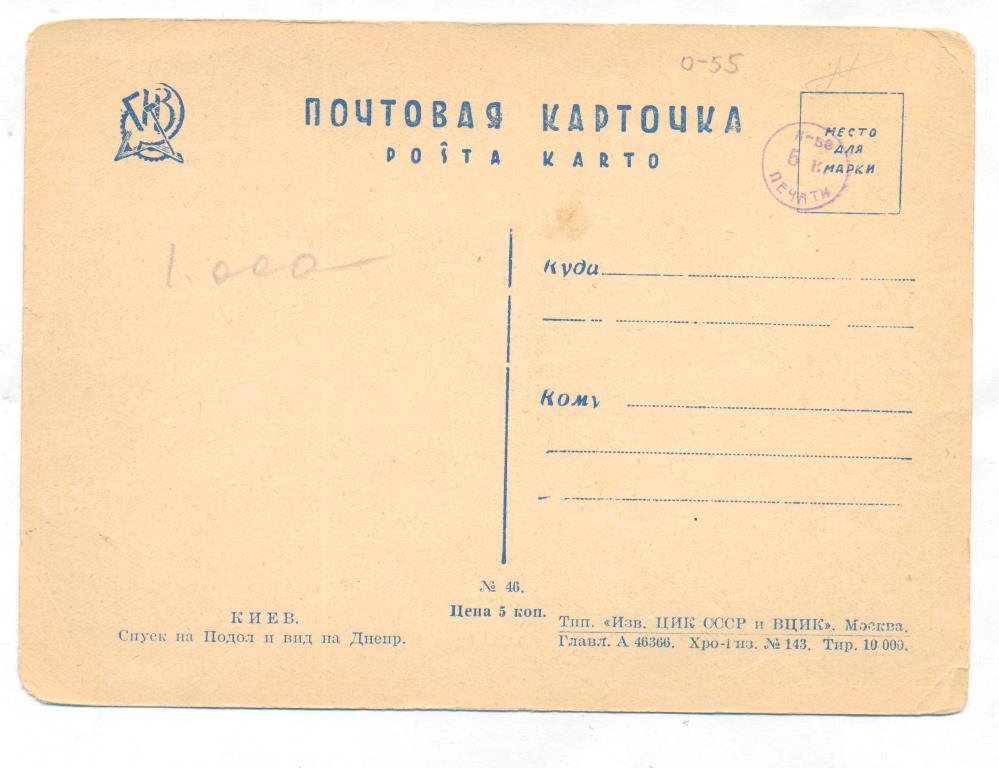 0-55
ПОЧТОВАЯ КАРТОЧКА
POŜTA KARTO
МЕСТО
ДЛЯ
МАРКИ
5 К
ПЕЧАТИ
1.000
Куда
Кому
№ 46.
Цена 5 коп.
КИЕВ.
Спуск на Подол и вид на Днепр.
Тип. «Изв. ЦИК СССР и ВЦИК». Москва.
Главл. А 46366. Хро-Гиз. № 143. Тир. 10 000.